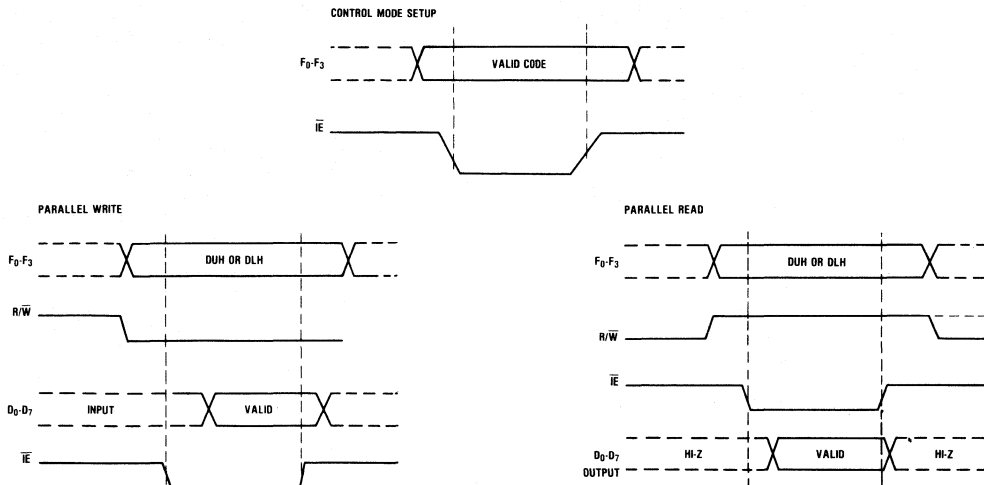 CONTROL MODE SETUP
F0-F3
VALID CODE
IE
PARALLEL WRITE
F0-F3
DUH OR DLH
R/W
D0-D7
INPUT
VALID
IE
PARALLEL READ
F0-F3
DUH OR DLH
R/W
IE
D0-D7
OUTPUT
HI-Z
VALID
HI-Z